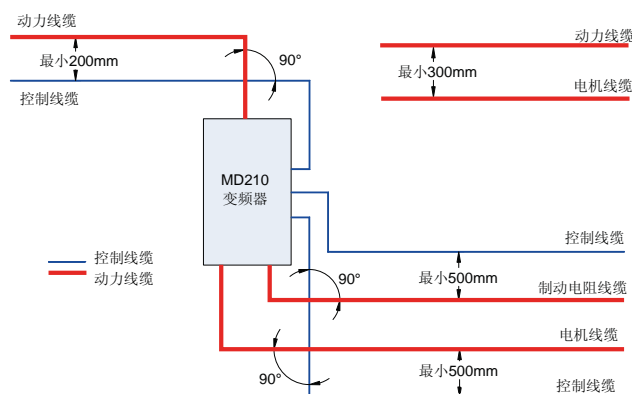 动力线缆
最小200mm
90°
控制线缆
动力线缆
最小300mm
电机线缆
MD210
变频器
控制线缆
动力线缆
控制线缆
最小500mm
90°
制动电阻线缆
电机线缆
90°
最小500mm
控制线缆